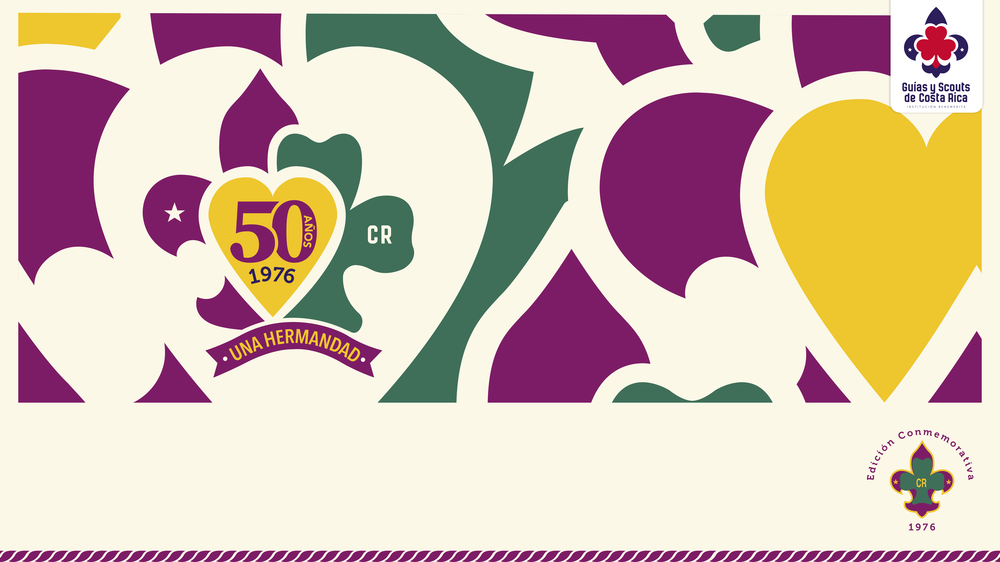 Guías y Scouts
de Costa Rica
INSTITUCIÓN BENEMÉRITA
50
AÑOS
1976
CR
UNA HERMANDAD
Edición Conmemorativa
CR
1976